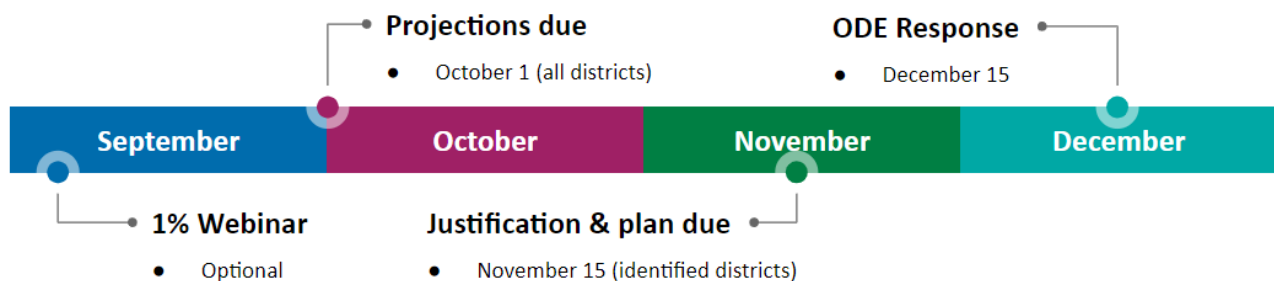 Projections due
● October 1 (all districts)
ODE Response
● December 15
September
October
November
December
1% Webinar
● Optional
Justification & plan due
● November 15 (identified districts)